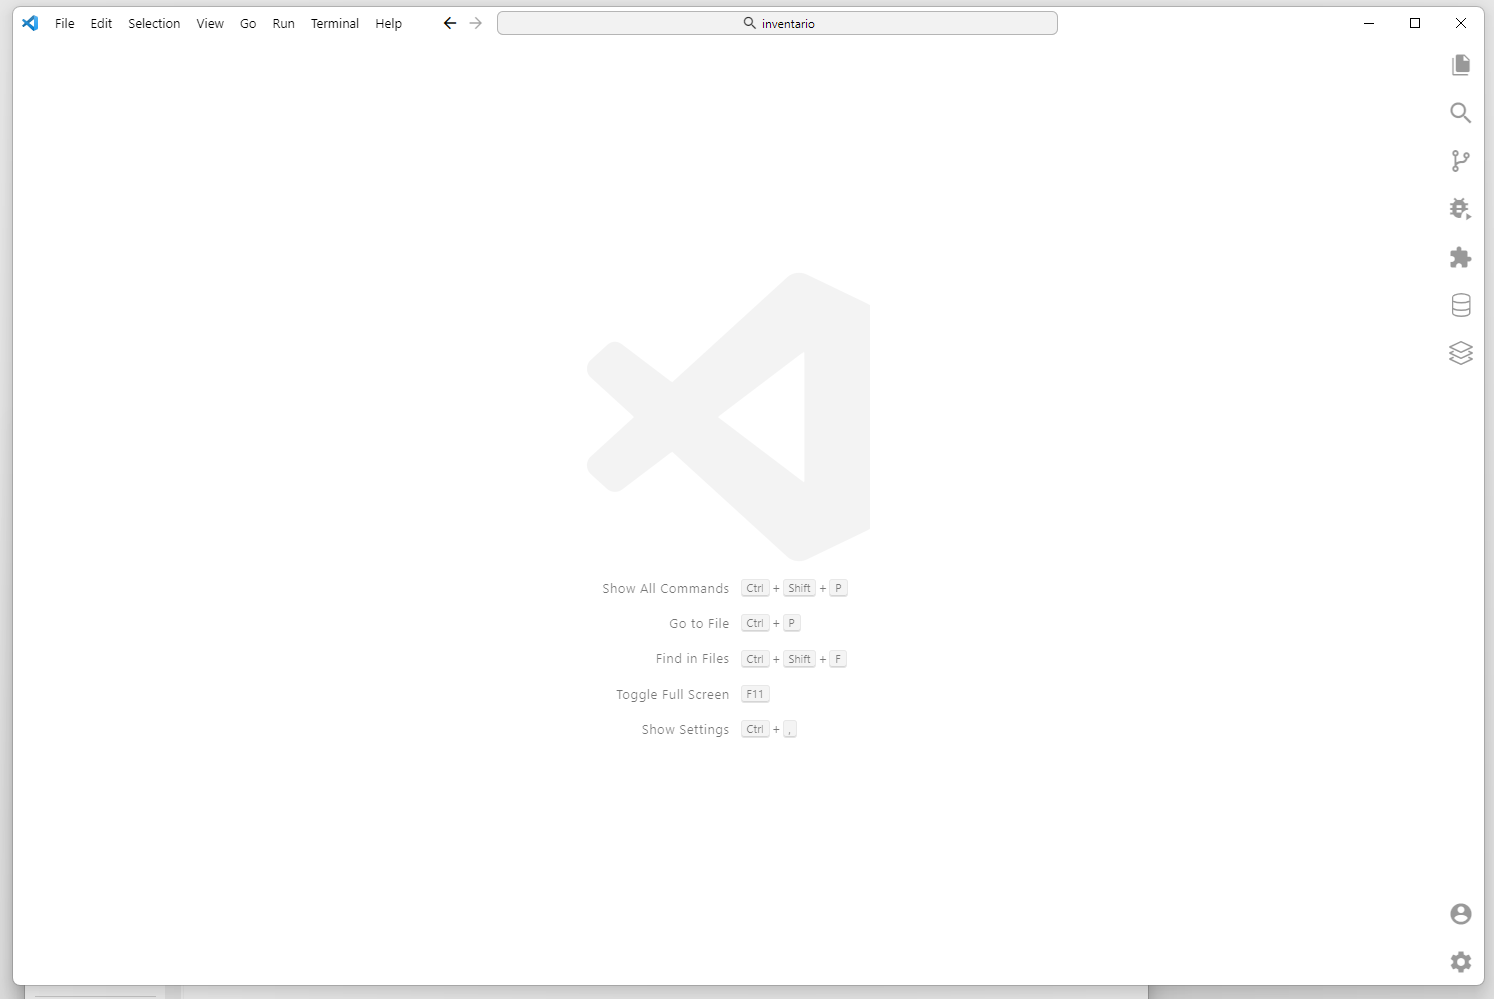 File Edit Selection View Go Run Terminal Help inventario
Show All Commands Ctrl + Shift + P
Go to File Ctrl + P
Find in Files Ctrl + Shift + F
Toggle Full Screen F11
Show Settings Ctrl + ,